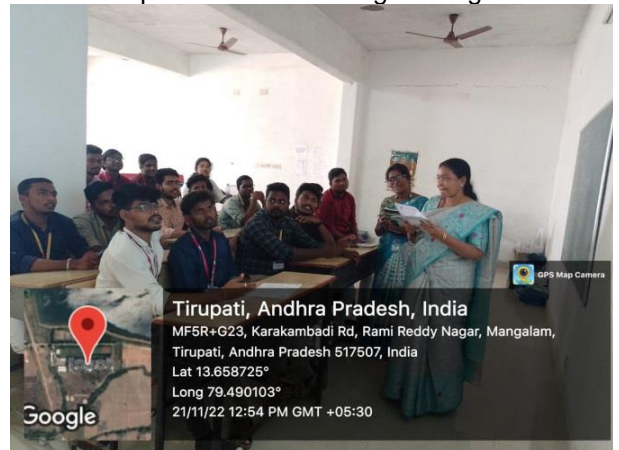 GPS Map Camera
Tirupati, Andhra Pradesh, India
MF5R+G23, Karakambadi Rd, Rami Reddy Nagar, Mangalam,
Tirupati, Andhra Pradesh 517507, India
Lat 13.658725°
Long 79.490103°
21/11/22 12:54 PM GMT +05:30
Google